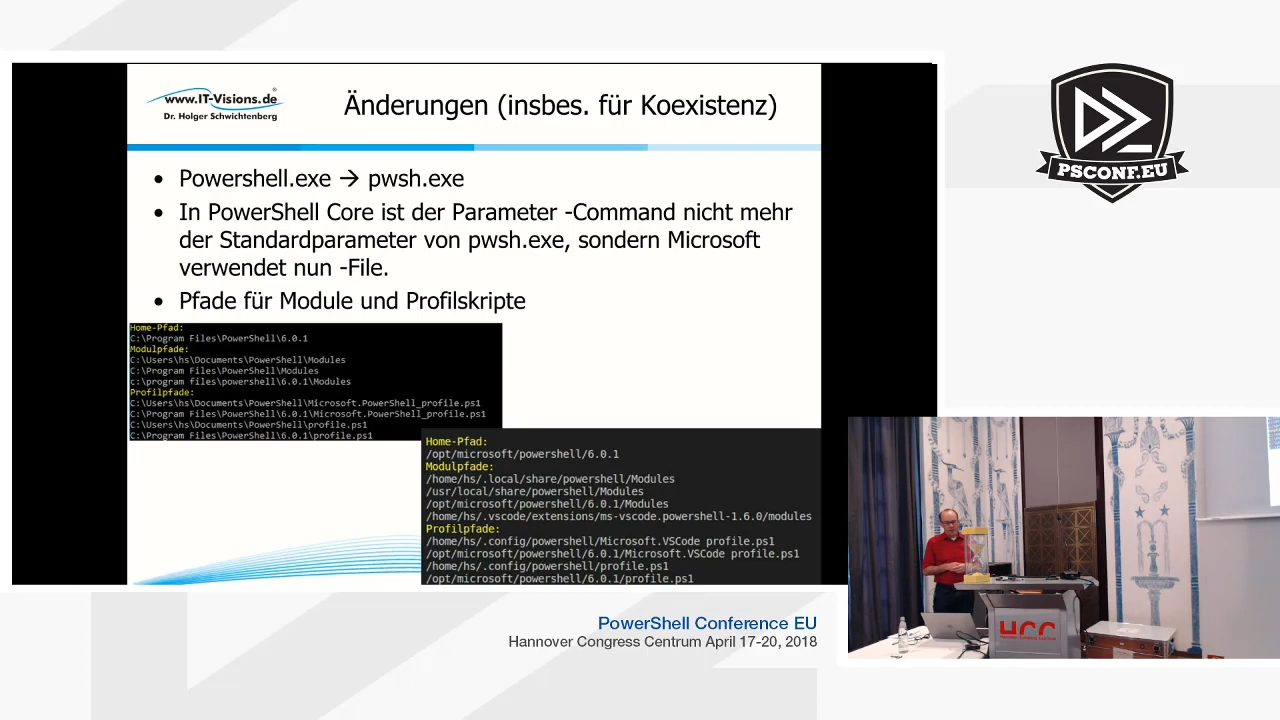 www.IT-Visions.de
Dr. Holger Schwichtenberg
Änderungen (insbes. für Koexistenz)
• Powershell.exe → pwsh.exe
• In PowerShell Core ist der Parameter -Command nicht mehr
der Standardparameter von pwsh.exe, sondern Microsoft
verwendet nun -File.
• Pfade für Module und Profilskripte
Home-Pfad:
C:\Program Files\PowerShell\6.0.1
Modulpfade:
C:\Users\hs\Documents\PowerShell\Modules
C:\Program Files\PowerShell\Modules
c:\program files\powershell\6.0.1\Modules
Profilpfade:
C:\Users\hs\Documents\PowerShell\Microsoft.PowerShell_profile.ps1
C:\Program Files\PowerShell\6.0.1\Microsoft.PowerShell_profile.ps1
C:\Users\hs\Documents\PowerShell\profile.ps1
C:\Program Files\PowerShell\6.0.1\profile.ps1
Home-Pfad:
/opt/microsoft/powershell/6.0.1
Modulpfade:
/home/hs/.local/share/powershell/Modules
/usr/local/share/powershell/Modules
/opt/microsoft/powershell/6.0.1/Modules
/home/hs/.vscode/extensions/ms-vscode.powershell-1.6.0/modules
Profilpfade:
/home/hs/.config/powershell/Microsoft.VSCode profile.ps1
/opt/microsoft/powershell/6.0.1/Microsoft.VSCode profile.ps1
/home/hs/.config/powershell/profile.ps1
/opt/microsoft/powershell/6.0.1/profile.ps1
PSCONF.EU
HCC
PowerShell Conference EU
Hannover Congress Centrum April 17-20, 2018